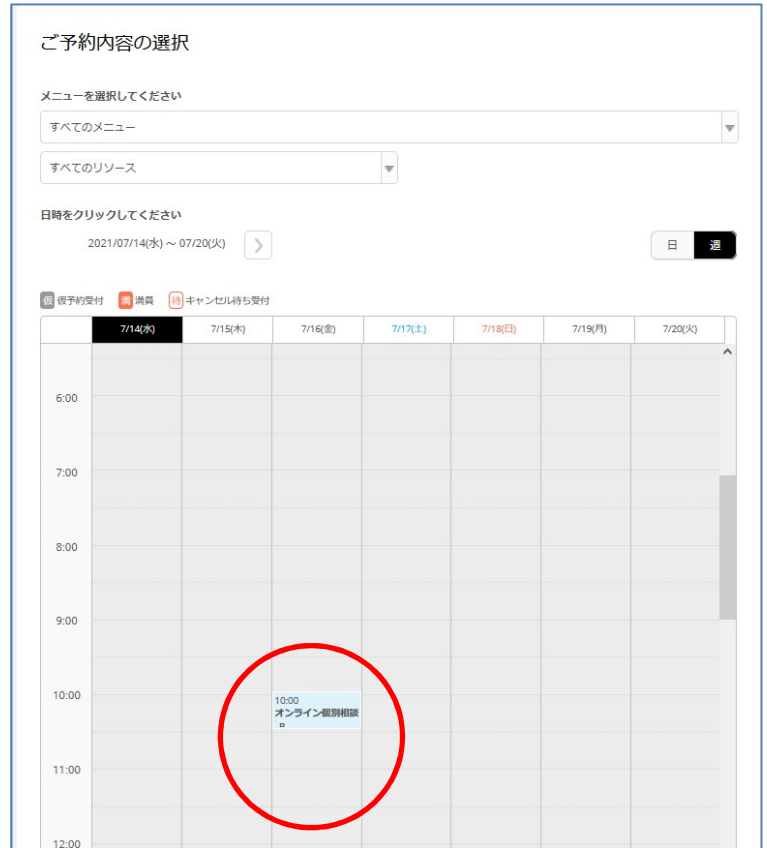 ご予約内容の選択
メニューを選択してください
すべてのメニュー
すべてのリソース
日時をクリックしてください
2021/07/14(水) ~ 07/20(火)
日 週
仮 仮予約受付 満 満員 待 キャンセル待ち受付
7/14(水) 7/15(木) 7/16(金) 7/17(土) 7/18(日) 7/19(月) 7/20(火)
6:00
7:00
8:00
9:00
10:00
10:00
オンライン個別相談
11:00
12:00